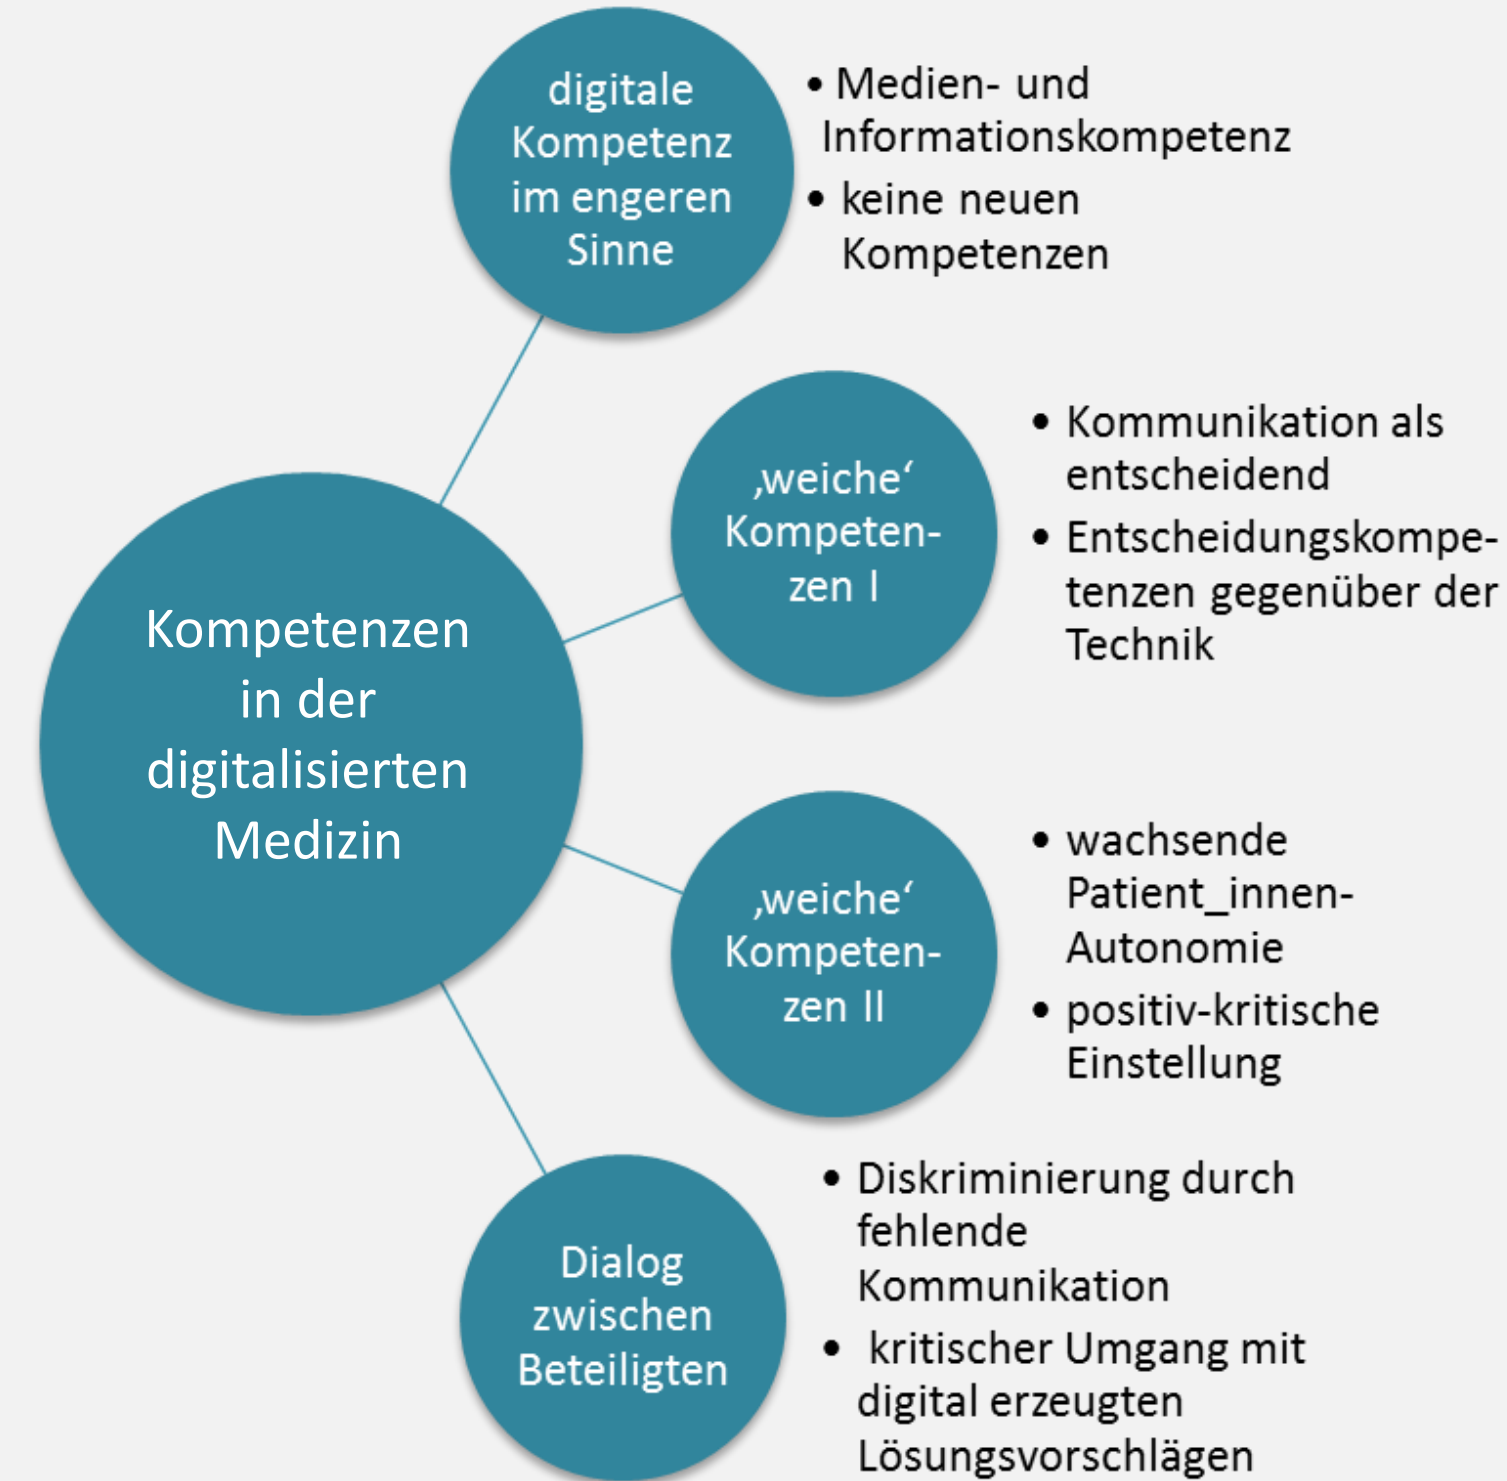 digitale
Kompetenz
im engeren
Sinne
• Medien- und
Informationskompetenz
• keine neuen
Kompetenzen
‚weiche‘
Kompeten-
zen I
• Kommunikation als
entscheidend
• Entscheidungskompe-
tenzen gegenüber der
Technik
Kompetenzen
in der
digitalisierten
Medizin
‚weiche‘
Kompeten-
zen II
• wachsende
Patient_innen-
Autonomie
• positiv-kritische
Einstellung
Dialog
zwischen
Beteiligten
• Diskriminierung durch
fehlende
Kommunikation
• kritischer Umgang mit
digital erzeugten
Lösungsvorschlägen